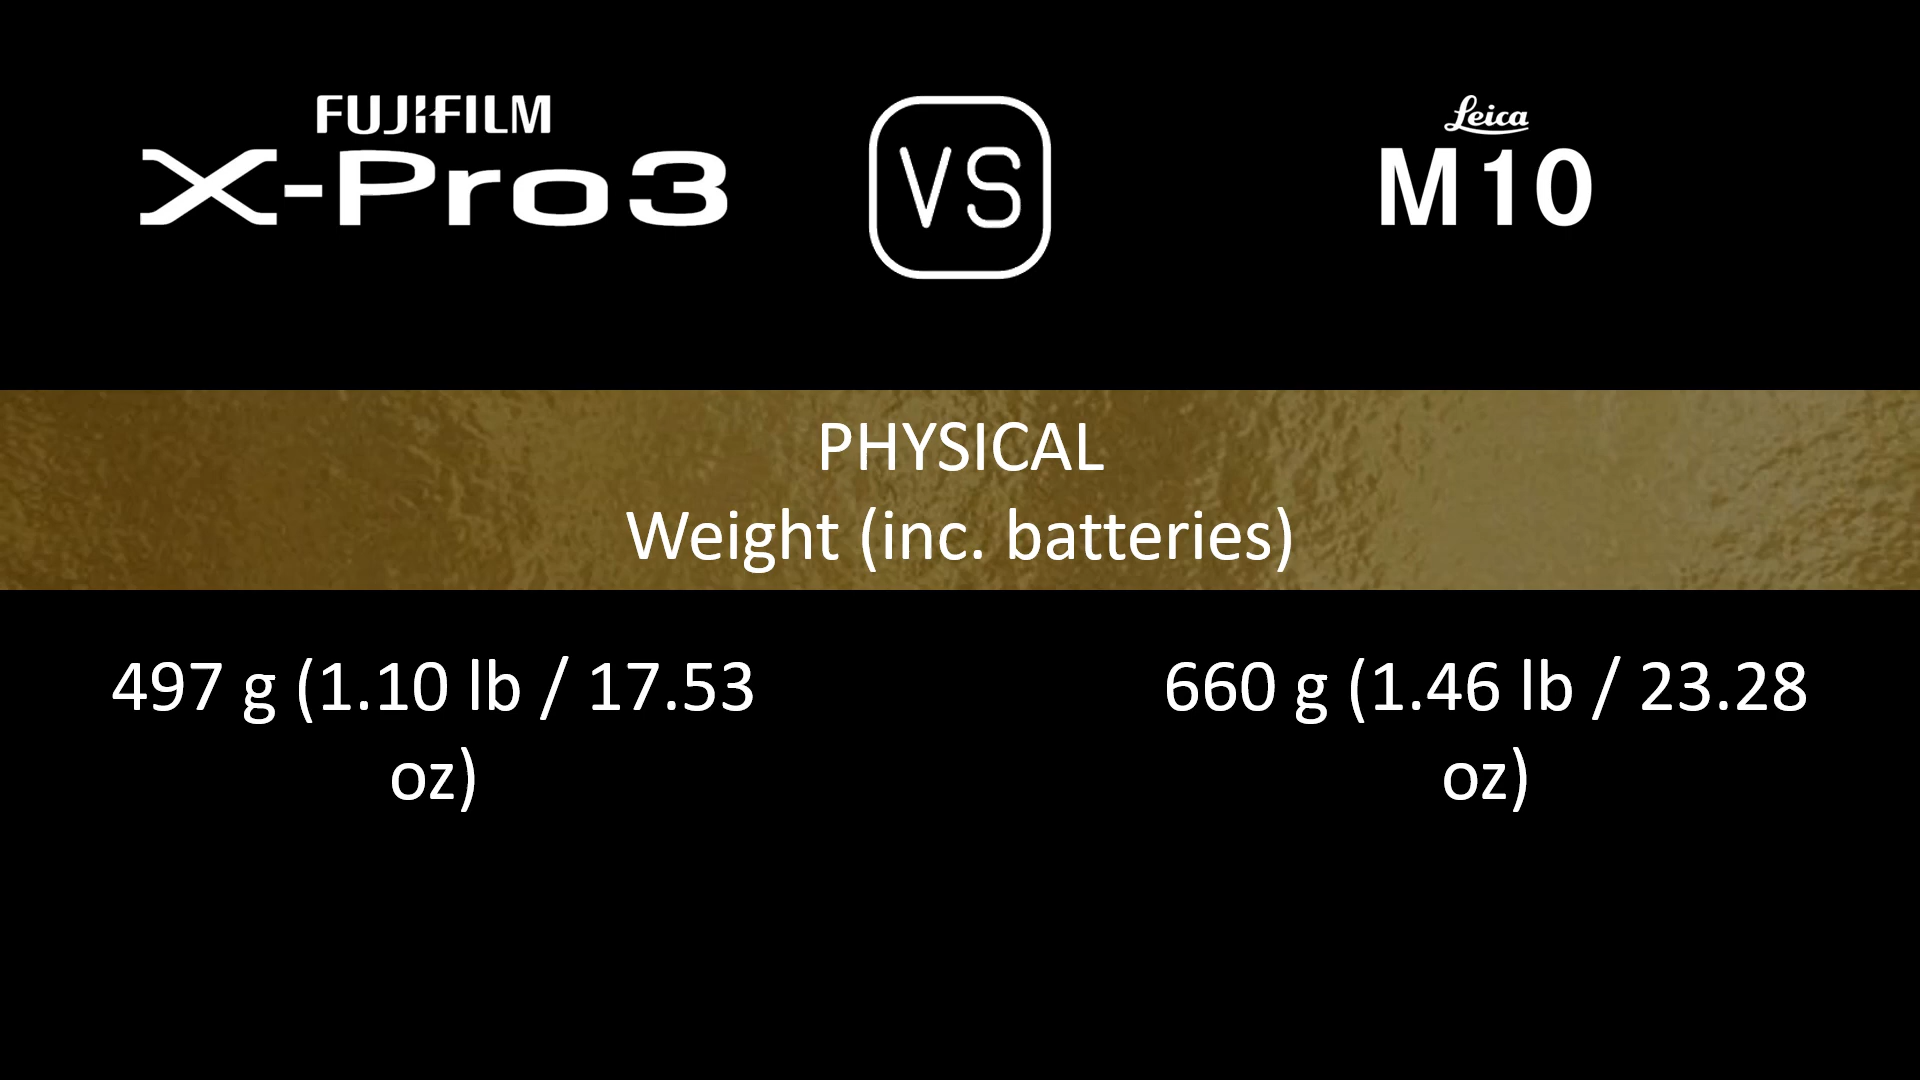 FUJIFILM
X-Pro3
VS
Leica
M10
PHYSICAL
Weight (inc. batteries)
497 g (1.10 lb / 17.53
oz)
660 g (1.46 lb / 23.28
oz)